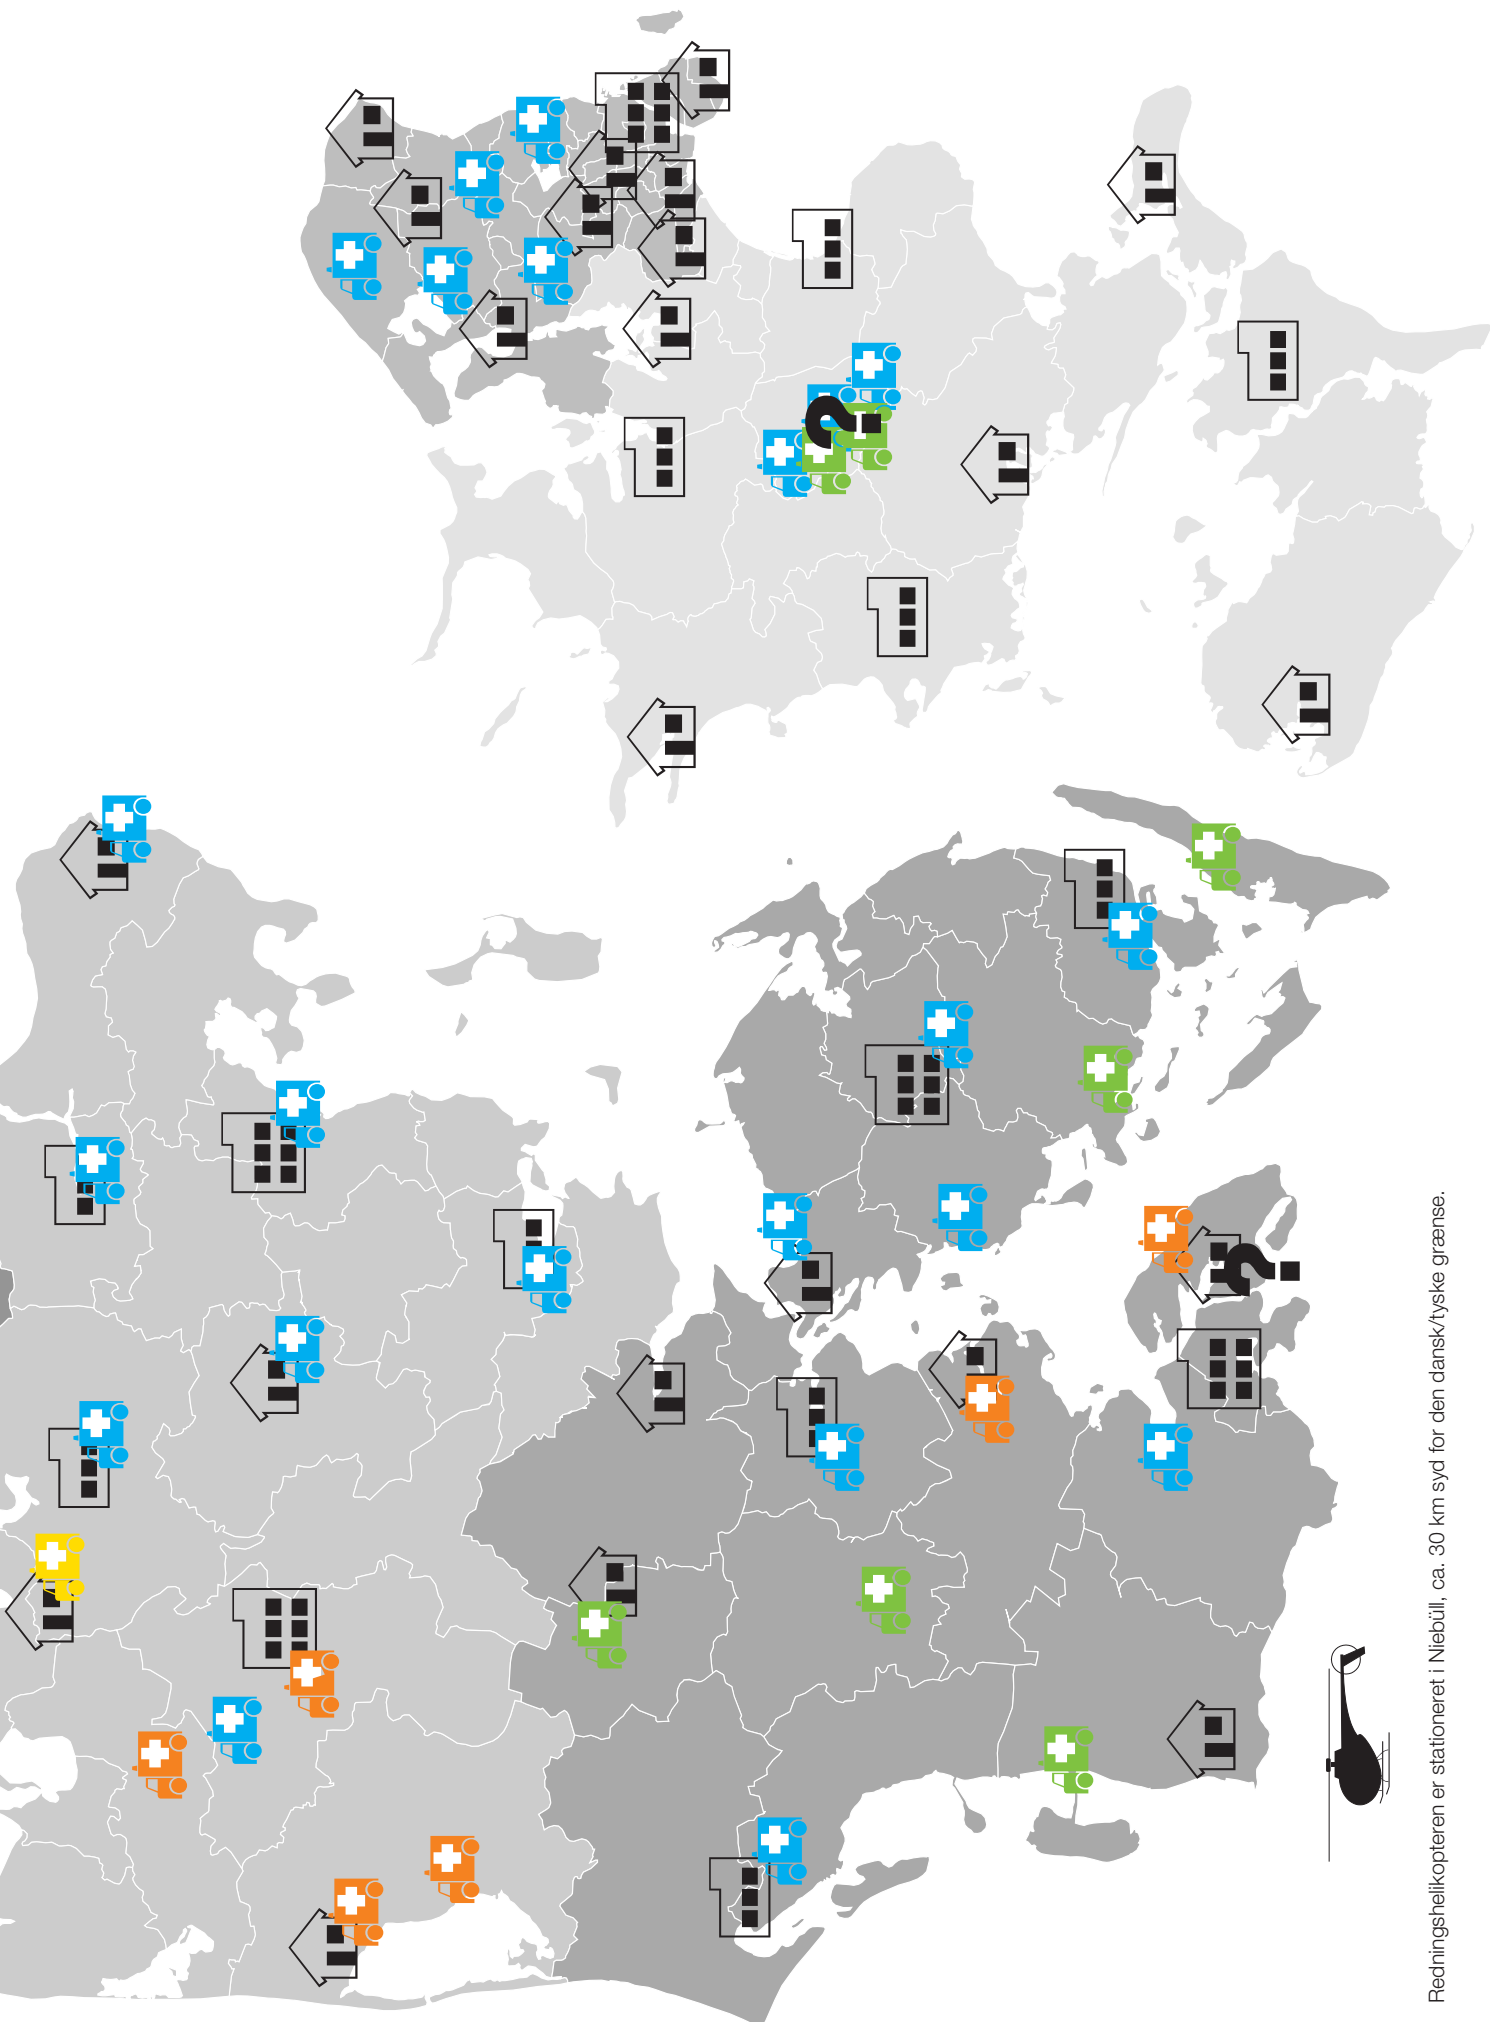 ?
?
Redningshelikopteren er stationeret i Niebüll, ca. 30 km syd for den dansk/tyske grænse.